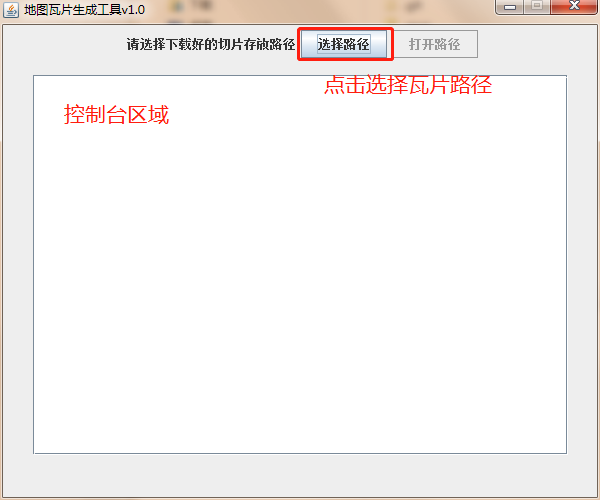 地图瓦片生成工具v1.0
请选择下载好的切片存放路径 选择路径 打开路径
点击选择瓦片路径
控制台区域